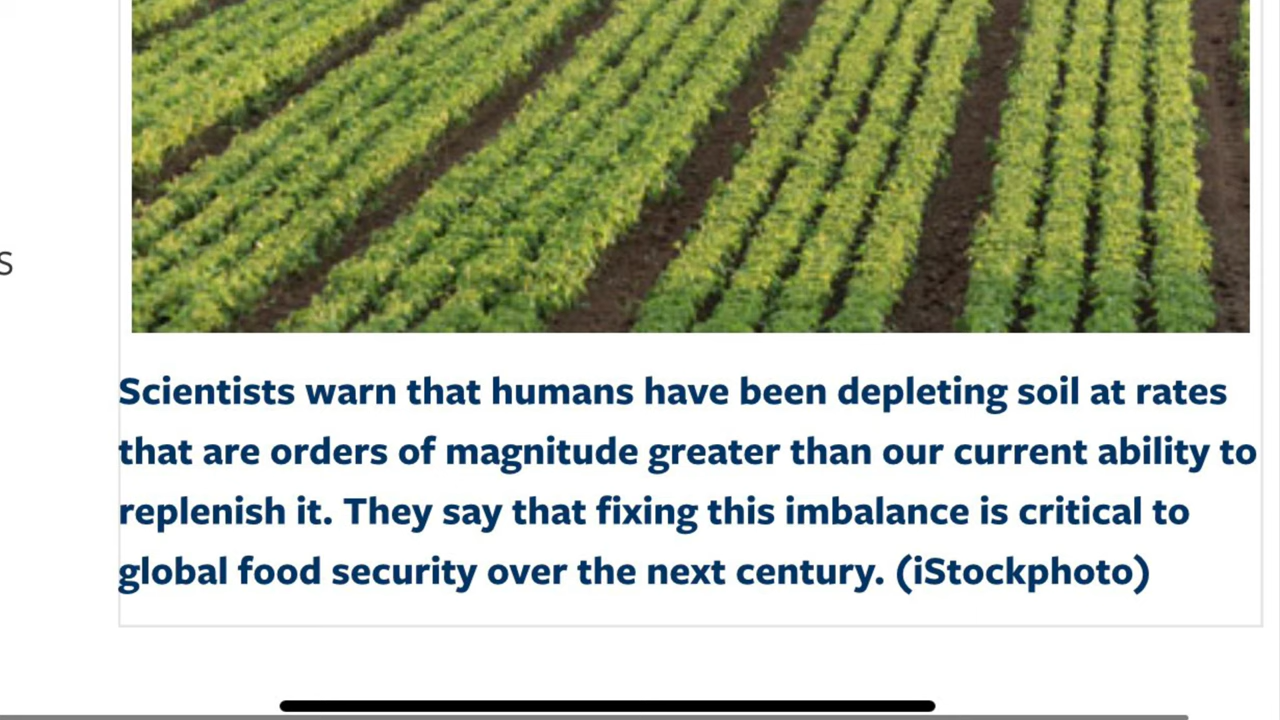 s
Scientists warn that humans have been depleting soil at rates
that are orders of magnitude greater than our current ability to
replenish it. They say that fixing this imbalance is critical to
global food security over the next century. (iStockphoto)